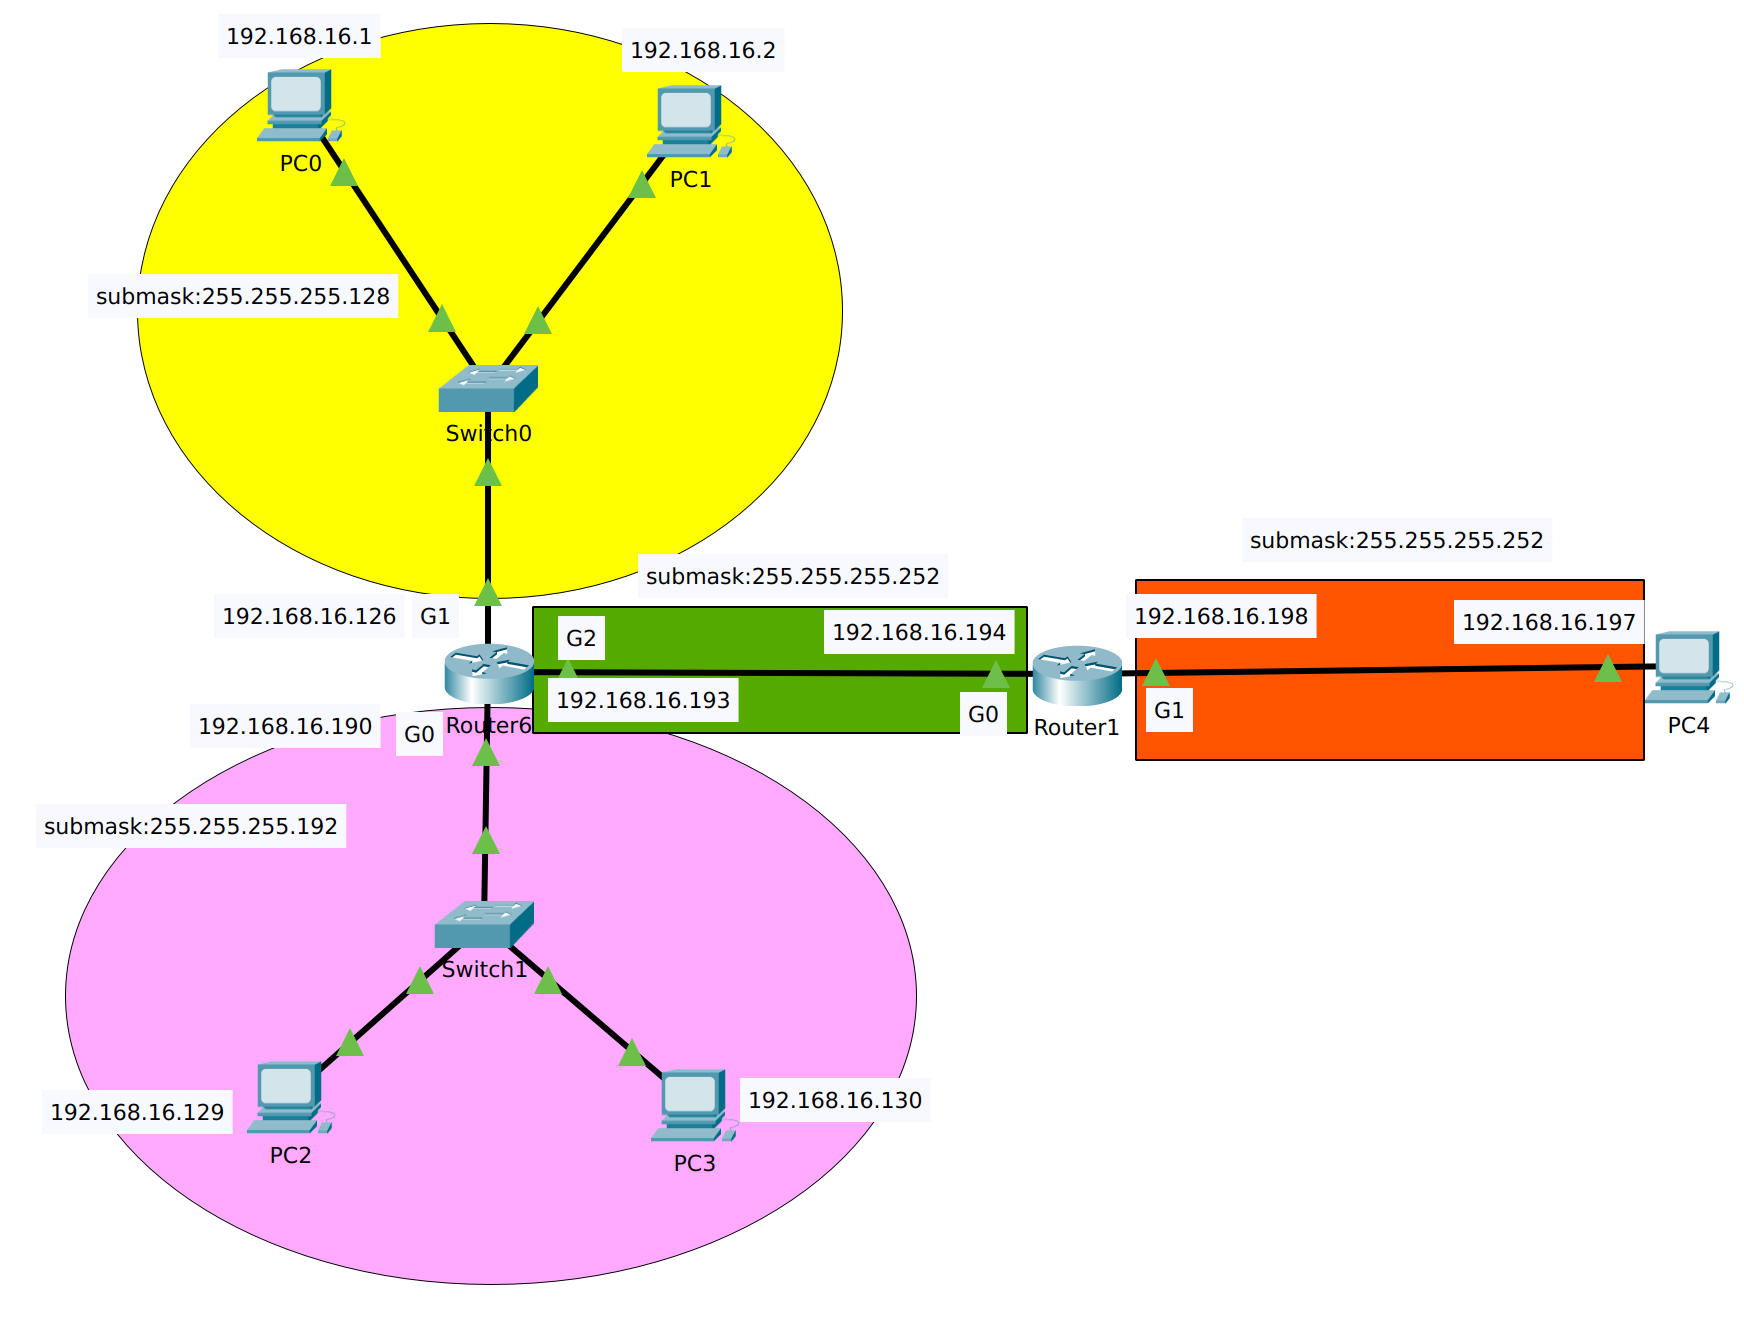 192.168.16.1
192.168.16.2
PC0
PC1
submask:255.255.255.128
Switch0
submask:255.255.255.252
submask:255.255.255.252
192.168.16.126
G1
G2
192.168.16.194
192.168.16.198
192.168.16.197
192.168.16.193
G0
G1
192.168.16.190
G0
Router6
Router1
PC4
submask:255.255.255.192
Switch1
192.168.16.129
192.168.16.130
PC2
PC3